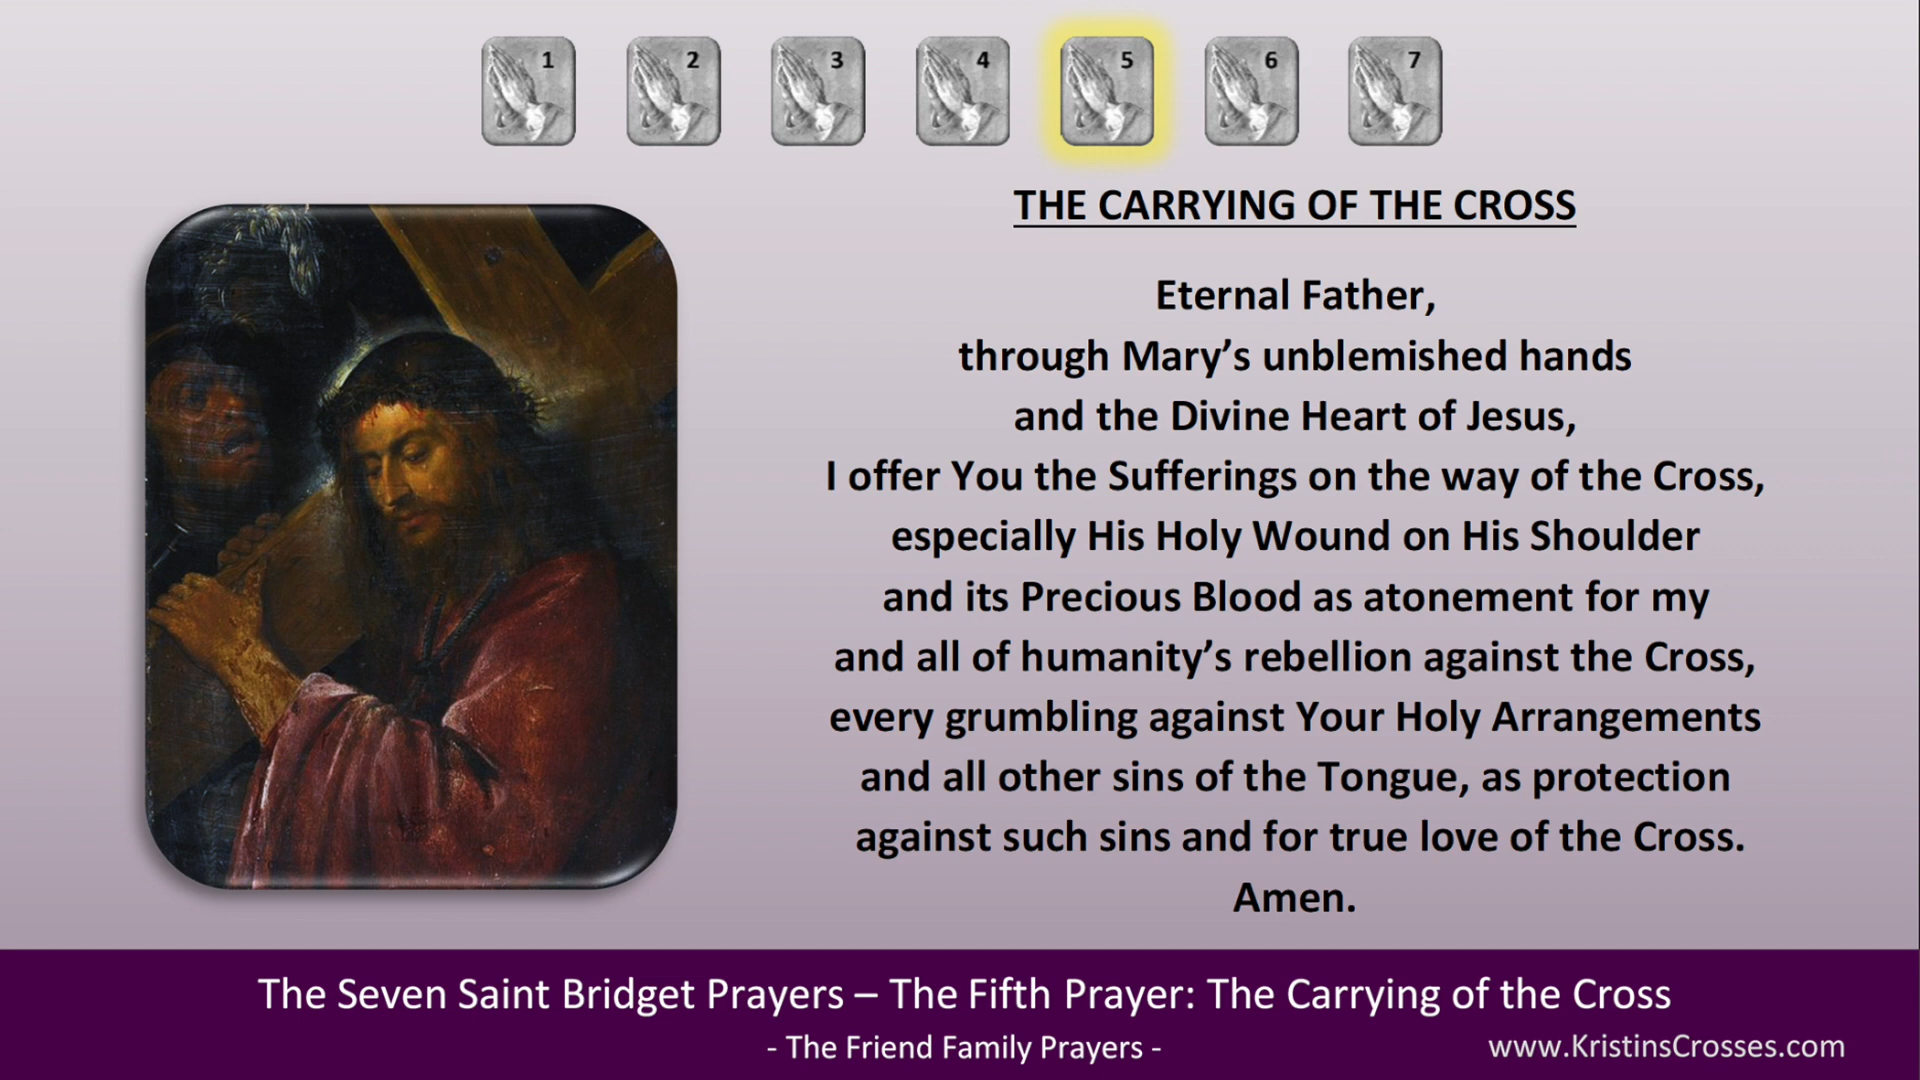 1 2 3 4 5 6 7
THE CARRYING OF THE CROSS
Eternal Father,
through Mary’s unblemished hands
and the Divine Heart of Jesus,
I offer You the Sufferings on the way of the Cross,
especially His Holy Wound on His Shoulder
and its Precious Blood as atonement for my
and all of humanity’s rebellion against the Cross,
every grumbling against Your Holy Arrangements
and all other sins of the Tongue, as protection
against such sins and for true love of the Cross.
Amen.
The Seven Saint Bridget Prayers – The Fifth Prayer: The Carrying of the Cross
- The Friend Family Prayers -
www.KristinsCrosses.com